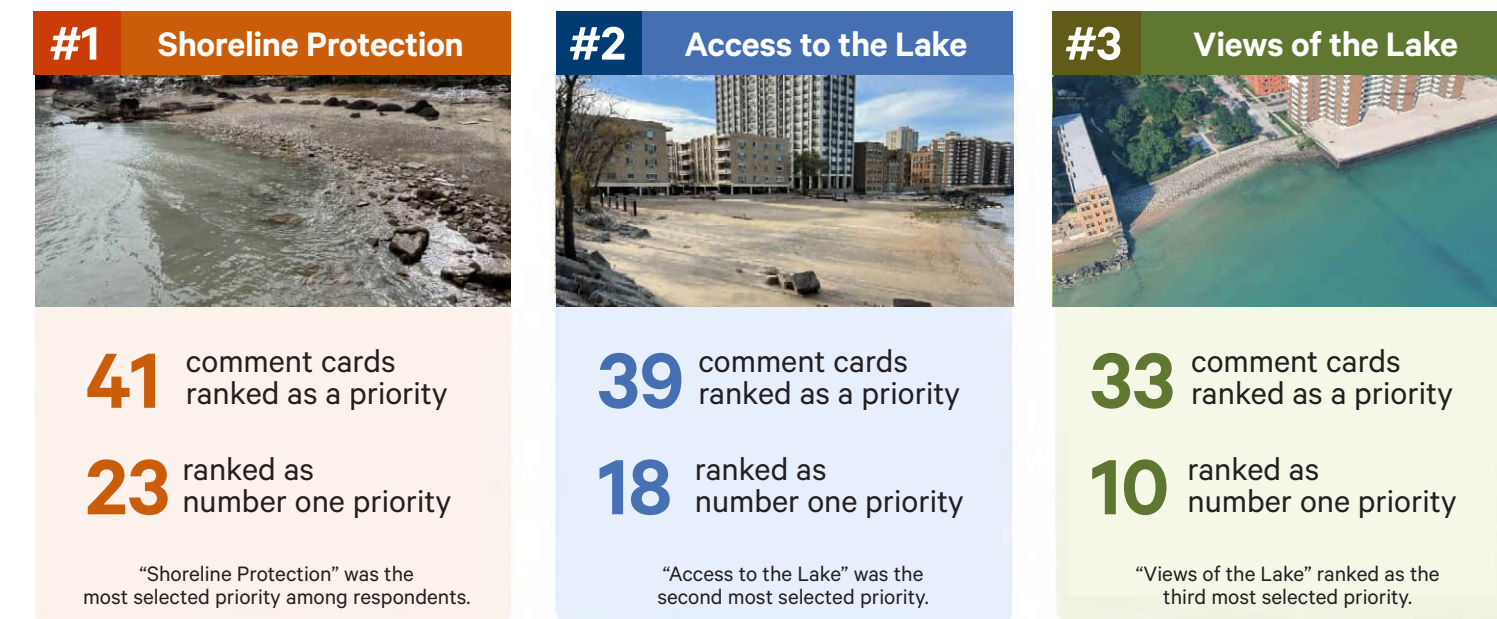 #1 Shoreline Protection
41 comment cards
ranked as a priority
23 ranked as
number one priority
“Shoreline Protection” was the
most selected priority among respondents.
#2 Access to the Lake
39 comment cards
ranked as a priority
18 ranked as
number one priority
“Access to the Lake” was the
second most selected priority.
#3 Views of the Lake
33 comment cards
ranked as a priority
10 ranked as
number one priority
“Views of the Lake” ranked as the
third most selected priority.